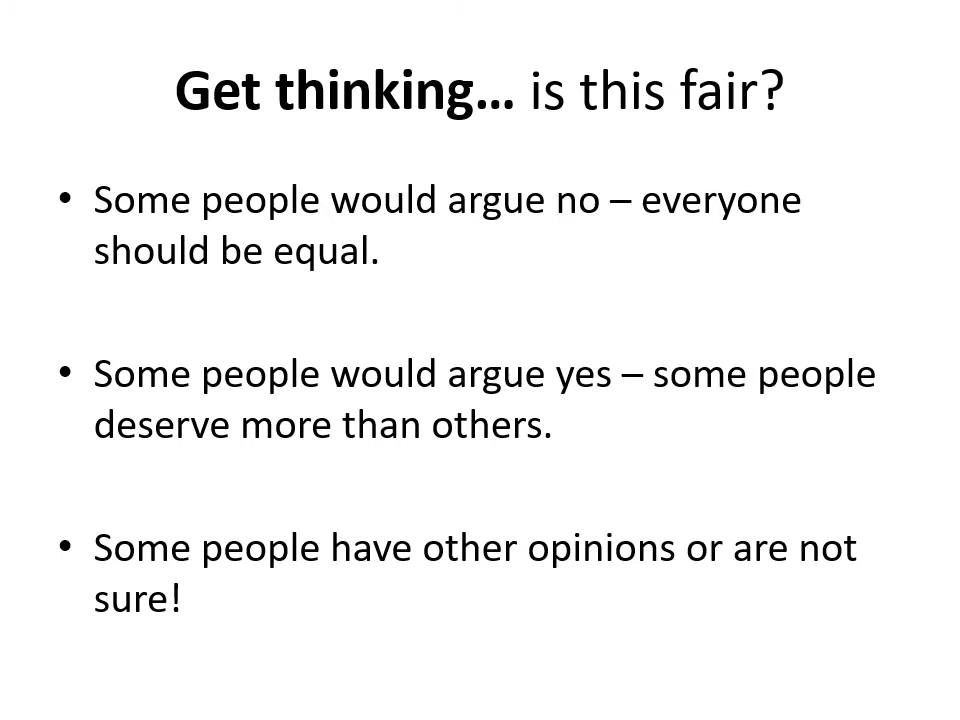 Get thinking… is this fair?
• Some people would argue no – everyone
should be equal.
• Some people would argue yes – some people
deserve more than others.
• Some people have other opinions or are not
sure!